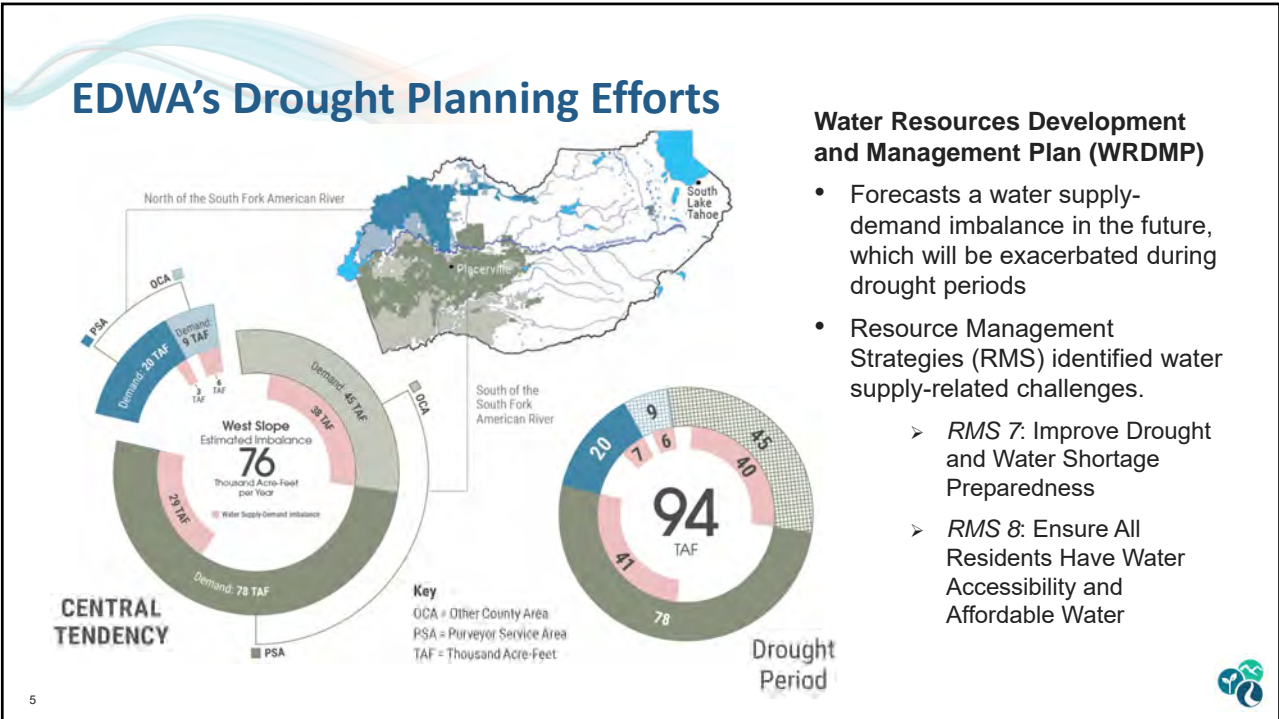 EDWA's Drought Planning Efforts
North of the South Fork American River
South
Lake
Tahoe
Placerville
OCA
PSA
Demand: 20 TAF
Demand:
9 TAF
TAF
6
TAF
Demand: 45 TAF
38 TAF
West Slope
Estimated Imbalance
76
Thousand Acre-Feet
per Year
Water Supply-Demand Imbalance
29 TAF
Demand: 78 TAF
South of the
South Fork
American River
OCA
PSA
CENTRAL
TENDENCY
Key
OCA = Other County Area
PSA = Purveyor Service Area
TAF = Thousand Acre-Feet
20
9
45
7
6
40
94
TAF
41
78
Drought
Period
Water Resources Development
and Management Plan (WRDMP)
• Forecasts a water supply-
demand imbalance in the future,
which will be exacerbated during
drought periods
• Resource Management
Strategies (RMS) identified water
supply-related challenges.
➢ RMS 7: Improve Drought
and Water Shortage
Preparedness
➢ RMS 8: Ensure All
Residents Have Water
Accessibility and
Affordable Water
5